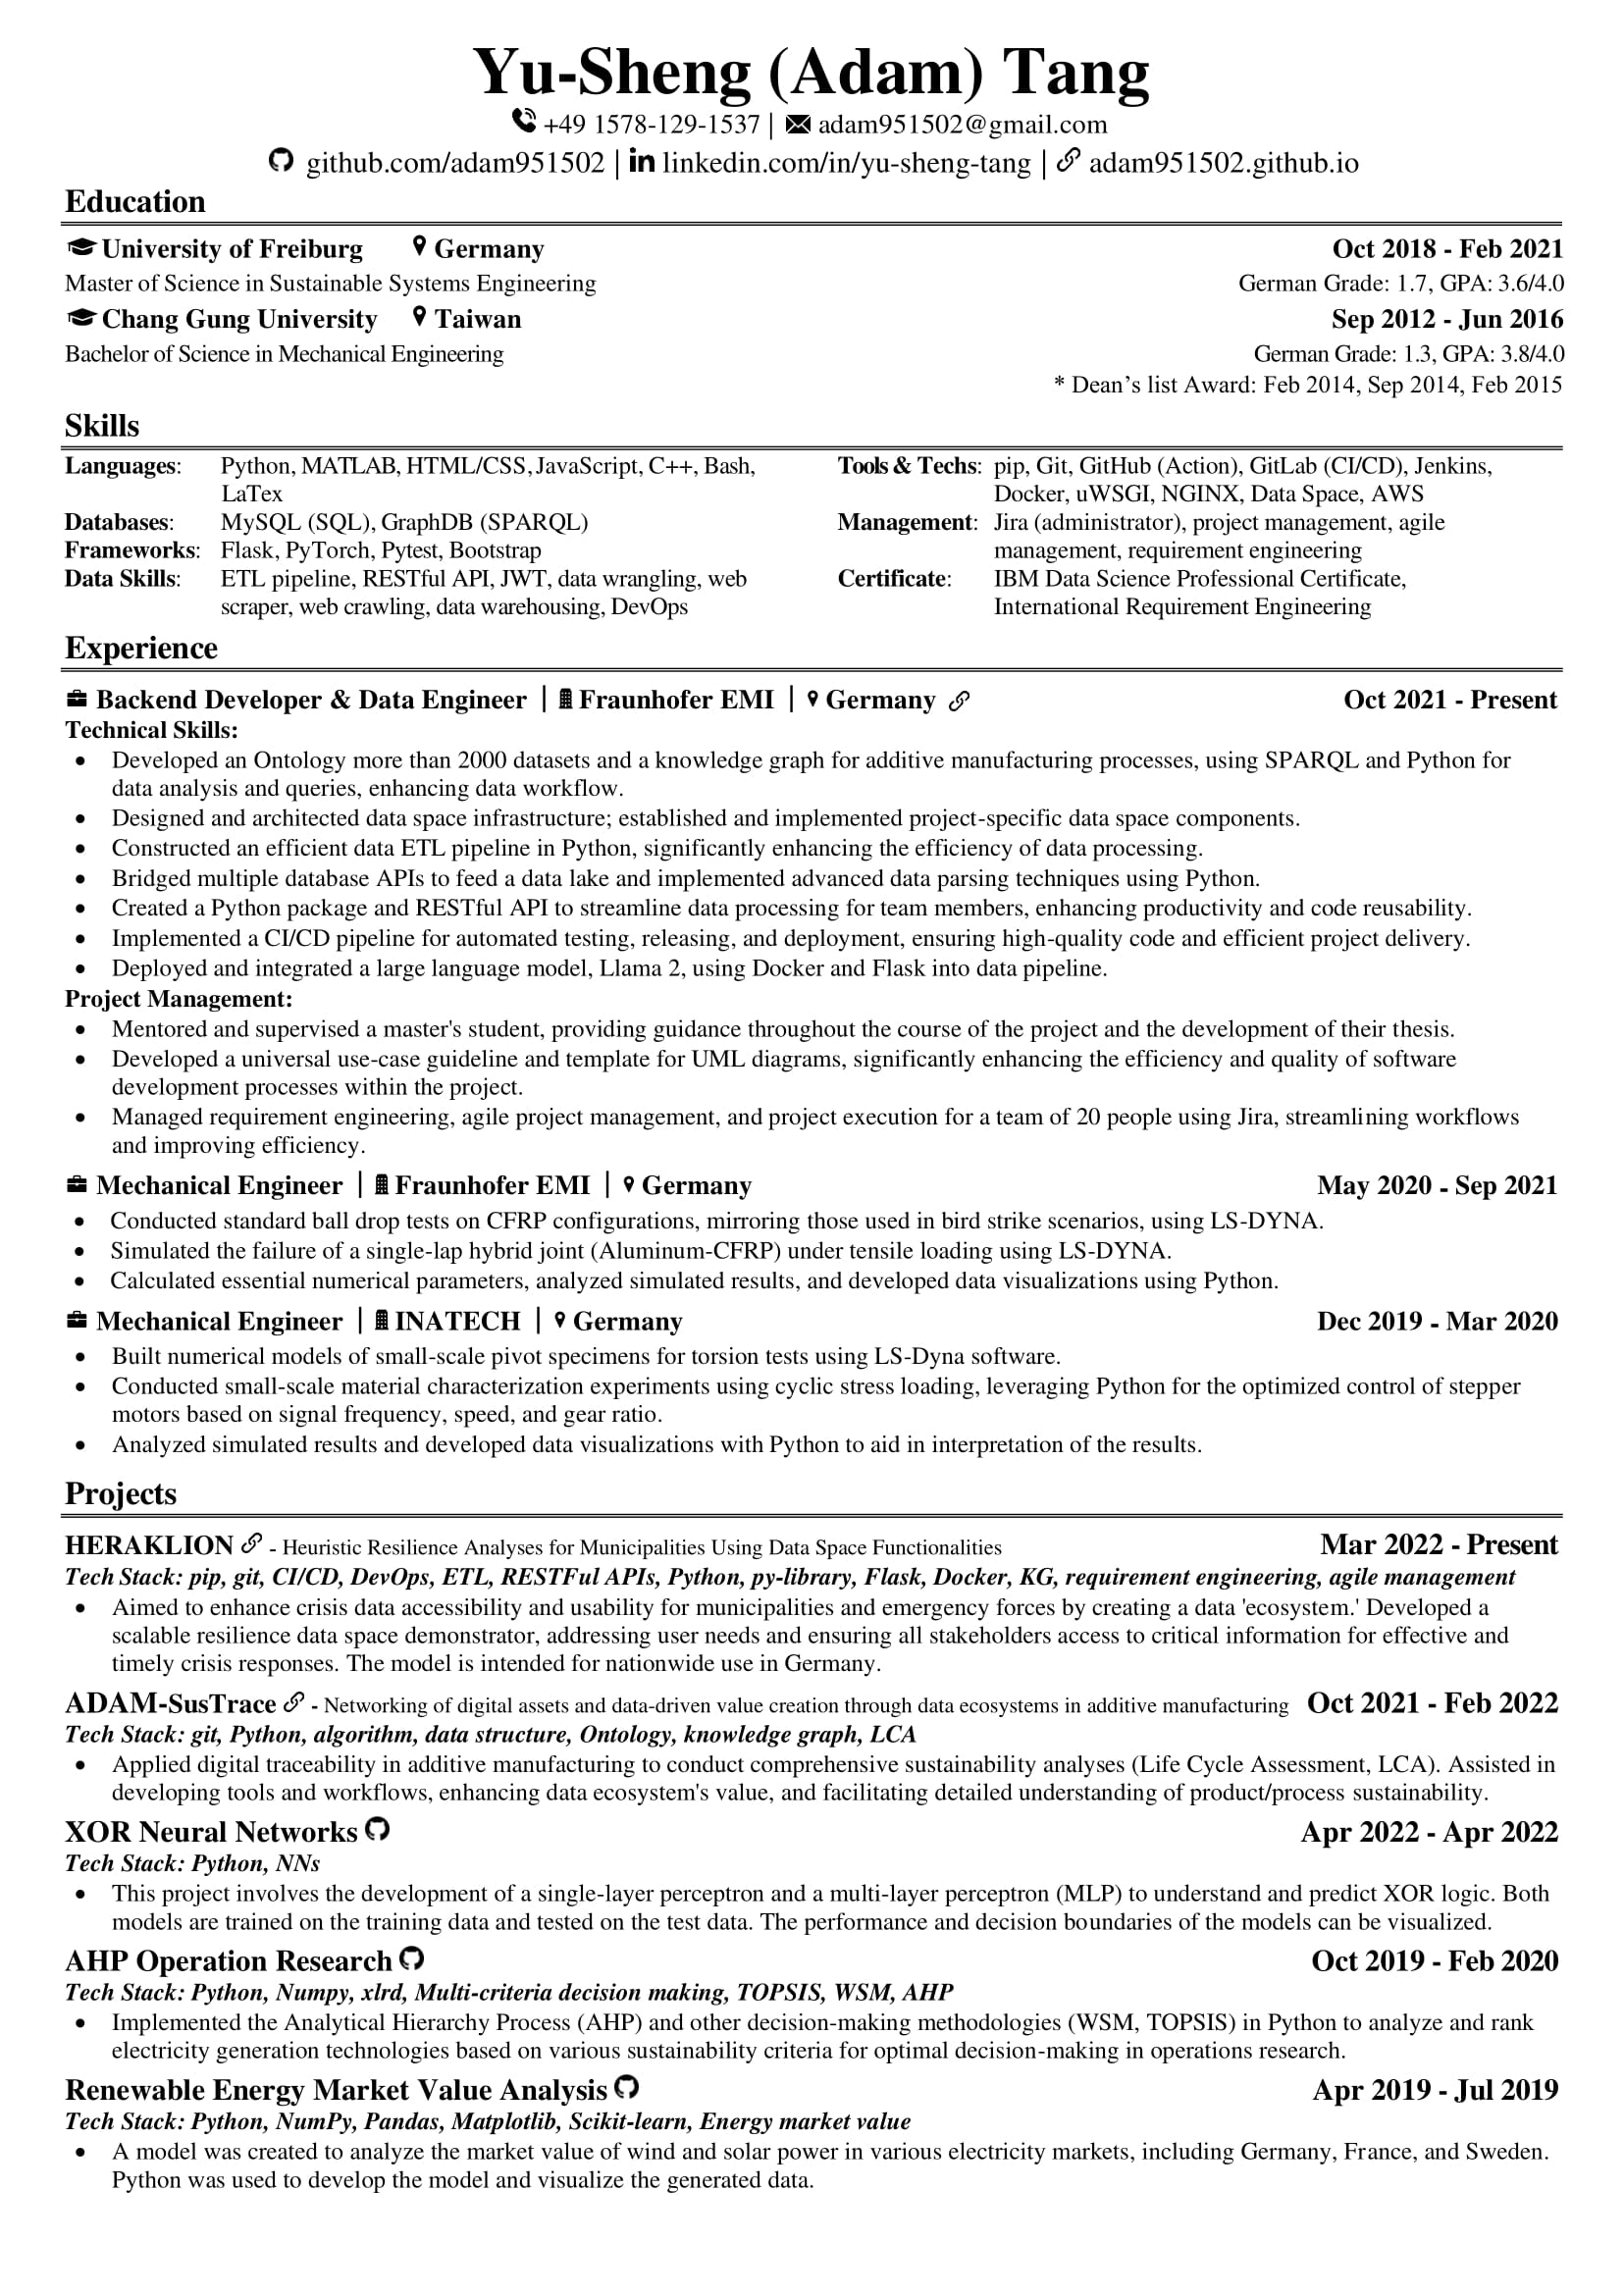 Yu-Sheng (Adam) Tang
+49 1578-129-1537 | adam951502@gmail.com
github.com/adam951502 | linkedin.com/in/yu-sheng-tang | adam951502.github.io
Education
University of Freiburg Germany Oct 2018 - Feb 2021
Master of Science in Sustainable Systems Engineering German Grade: 1.7, GPA: 3.6/4.0
Chang Gung University Taiwan Sep 2012 - Jun 2016
Bachelor of Science in Mechanical Engineering German Grade: 1.3, GPA: 3.8/4.0
* Dean's list Award: Feb 2014, Sep 2014, Feb 2015
Skills
Languages: Python, MATLAB, HTML/CSS, JavaScript, C++, Bash,
LaTex
Databases: MySQL (SQL), GraphDB (SPARQL)
Frameworks: Flask, PyTorch, Pytest, Bootstrap
Data Skills: ETL pipeline, RESTful API, JWT, data wrangling, web
scraper, web crawling, data warehousing, DevOps
Tools & Techs: pip, Git, GitHub (Action), GitLab (CI/CD), Jenkins,
Docker, uWSGI, NGINX, Data Space, AWS
Management: Jira (administrator), project management, agile
management, requirement engineering
Certificate: IBM Data Science Professional Certificate,
International Requirement Engineering
Experience
Backend Developer & Data Engineer | Fraunhofer EMI | Germany Oct 2021 - Present
Technical Skills:
• Developed an Ontology more than 2000 datasets and a knowledge graph for additive manufacturing processes, using SPARQL and Python for
data analysis and queries, enhancing data workflow.
• Designed and architected data space infrastructure; established and implemented project-specific data space components.
• Constructed an efficient data ETL pipeline in Python, significantly enhancing the efficiency of data processing.
• Bridged multiple database APIs to feed a data lake and implemented advanced data parsing techniques using Python.
• Created a Python package and RESTful API to streamline data processing for team members, enhancing productivity and code reusability.
• Implemented a CI/CD pipeline for automated testing, releasing, and deployment, ensuring high-quality code and efficient project delivery.
• Deployed and integrated a large language model, Llama 2, using Docker and Flask into data pipeline.
Project Management:
• Mentored and supervised a master's student, providing guidance throughout the course of the project and the development of their thesis.
• Developed a universal use-case guideline and template for UML diagrams, significantly enhancing the efficiency and quality of software
development processes within the project.
• Managed requirement engineering, agile project management, and project execution for a team of 20 people using Jira, streamlining workflows
and improving efficiency.
Mechanical Engineer | Fraunhofer EMI | Germany May 2020 - Sep 2021
• Conducted standard ball drop tests on CFRP configurations, mirroring those used in bird strike scenarios, using LS-DYNA.
• Simulated the failure of a single-lap hybrid joint (Aluminum-CFRP) under tensile loading using LS-DYNA.
• Calculated essential numerical parameters, analyzed simulated results, and developed data visualizations using Python.
Mechanical Engineer | INATECH | Germany Dec 2019 - Mar 2020
• Built numerical models of small-scale pivot specimens for torsion tests using LS-Dyna software.
• Conducted small-scale material characterization experiments using cyclic stress loading, leveraging Python for the optimized control of stepper
motors based on signal frequency, speed, and gear ratio.
• Analyzed simulated results and developed data visualizations with Python to aid in interpretation of the results.
Projects
HERAKLION - Heuristic Resilience Analyses for Municipalities Using Data Space Functionalities Mar 2022 - Present
Tech Stack: pip, git, CI/CD, DevOps, ETL, RESTFul APIs, Python, py-library, Flask, Docker, KG, requirement engineering, agile management
• Aimed to enhance crisis data accessibility and usability for municipalities and emergency forces by creating a data 'ecosystem.' Developed a
scalable resilience data space demonstrator, addressing user needs and ensuring all stakeholders access to critical information for effective and
timely crisis responses. The model is intended for nationwide use in Germany.
ADAM-SusTrace - Networking of digital assets and data-driven value creation through data ecosystems in additive manufacturing Oct 2021 - Feb 2022
Tech Stack: git, Python, algorithm, data structure, Ontology, knowledge graph, LCA
• Applied digital traceability in additive manufacturing to conduct comprehensive sustainability analyses (Life Cycle Assessment, LCA). Assisted in
developing tools and workflows, enhancing data ecosystem's value, and facilitating detailed understanding of product/process sustainability.
XOR Neural Networks Apr 2022 - Apr 2022
Tech Stack: Python, NNs
• This project involves the development of a single-layer perceptron and a multi-layer perceptron (MLP) to understand and predict XOR logic. Both
models are trained on the training data and tested on the test data. The performance and decision boundaries of the models can be visualized.
AHP Operation Research Oct 2019 - Feb 2020
Tech Stack: Python, Numpy, xlrd, Multi-criteria decision making, TOPSIS, WSM, AHP
• Implemented the Analytical Hierarchy Process (AHP) and other decision-making methodologies (WSM, TOPSIS) in Python to analyze and rank
electricity generation technologies based on various sustainability criteria for optimal decision-making in operations research.
Renewable Energy Market Value Analysis Apr 2019 - Jul 2019
Tech Stack: Python, NumPy, Pandas, Matplotlib, Scikit-learn, Energy market value
• A model was created to analyze the market value of wind and solar power in various electricity markets, including Germany, France, and Sweden.
Python was used to develop the model and visualize the generated data.